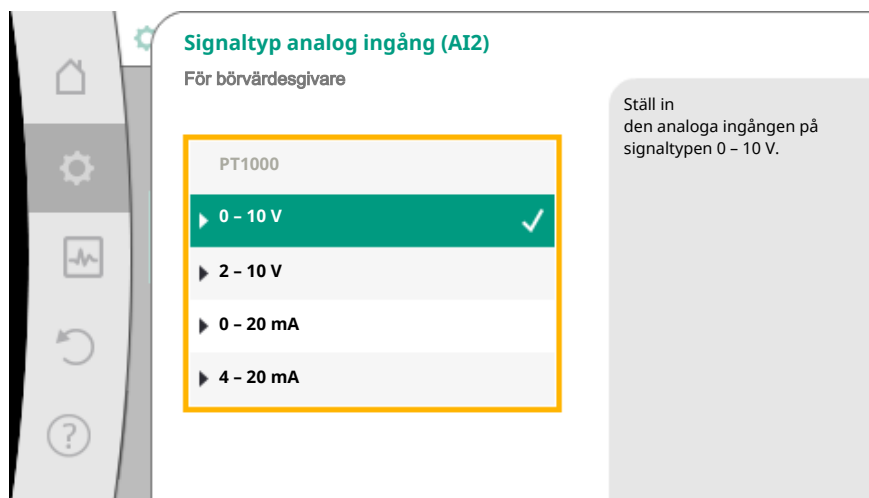 Signaltyp analog ingång (AI2)
För börvärdesgivare
PT1000
0 – 10 V
2 – 10 V
0 – 20 mA
4 – 20 mA
Ställ in
den analoga ingången på
signaltypen 0 – 10 V.
?